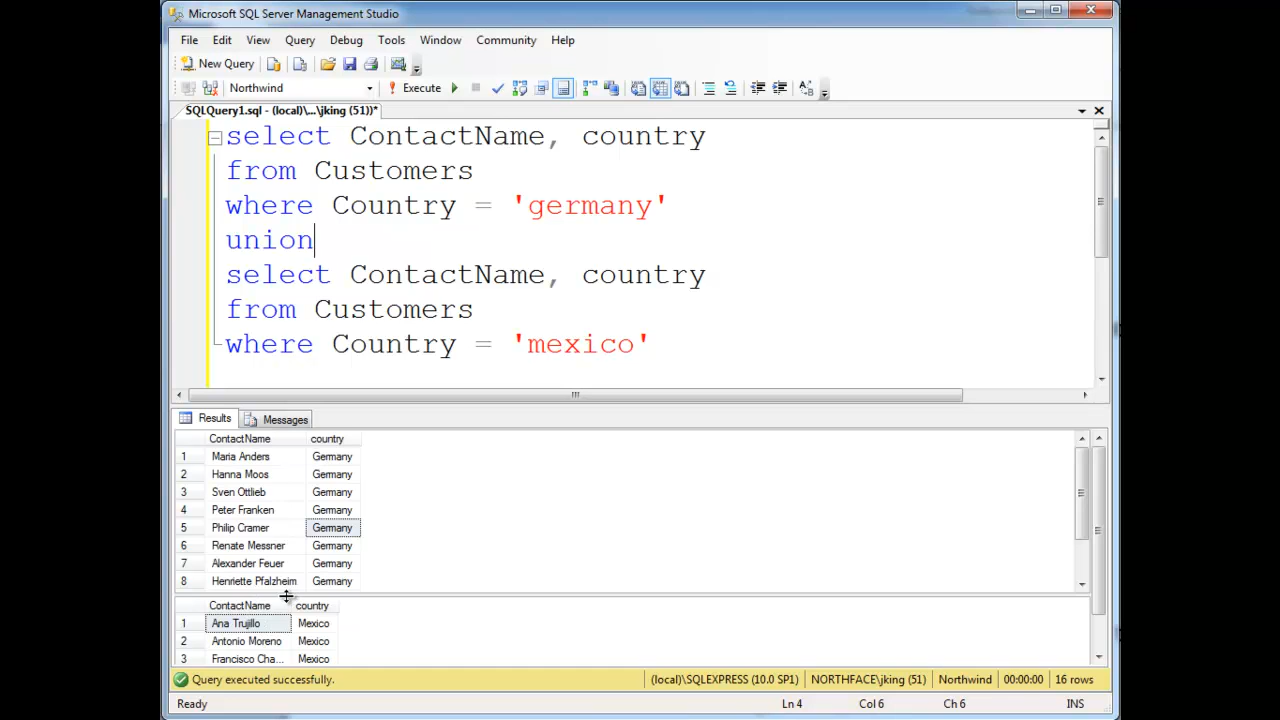 Microsoft SQL Server Management Studio
File Edit View Query Debug Tools Window Community Help
New Query
Northwind Execute
SQLQuery1.sql - (local)\...\jking (51))*
select ContactName, country
from Customers
where Country = 'germany'
union
select ContactName, country
from Customers
where Country = 'mexico'
Results Messages
ContactName country
1 Maria Anders Germany
2 Hanna Moos Germany
3 Sven Ottlieb Germany
4 Peter Franken Germany
5 Philip Cramer Germany
6 Renate Messner Germany
7 Alexander Feuer Germany
8 Henriette Pfalzheim Germany
ContactName country
1 Ana Trujillo Mexico
2 Antonio Moreno Mexico
3 Francisco Cha... Mexico
Query executed successfully. (local)\SQLEXPRESS (10.0 SP1) NORTHFACE\jking (51) Northwind 00:00:00 16 rows
Ready Ln 4 Col 6 Ch 6 INS